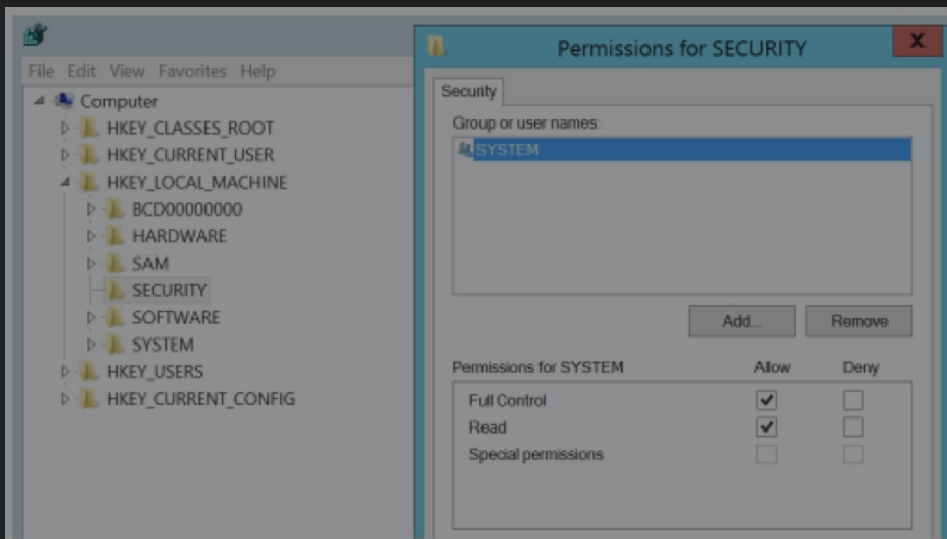 File Edit View Favorites Help
Computer
HKEY_CLASSES_ROOT
HKEY_CURRENT_USER
HKEY_LOCAL_MACHINE
BCD00000000
HARDWARE
SAM
SECURITY
SOFTWARE
SYSTEM
HKEY_USERS
HKEY_CURRENT_CONFIG
Permissions for SECURITY
Security
Group or user names:
SYSTEM
Add... Remove
Permissions for SYSTEM Allow Deny
Full Control
Read
Special permissions